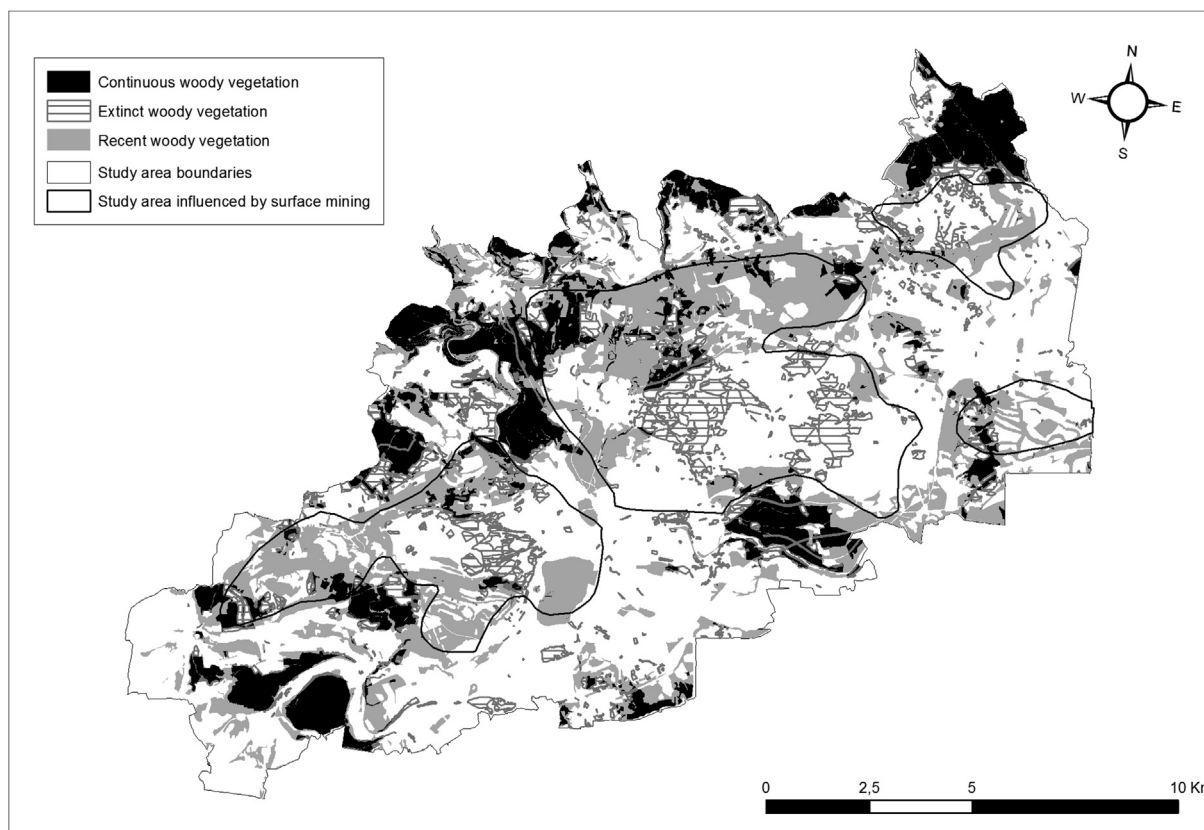 Continuous woody vegetation
Extinct woody vegetation
Recent woody vegetation
Study area boundaries
Study area influenced by surface mining
N
W
E
S
0
2,5
5
10 Km